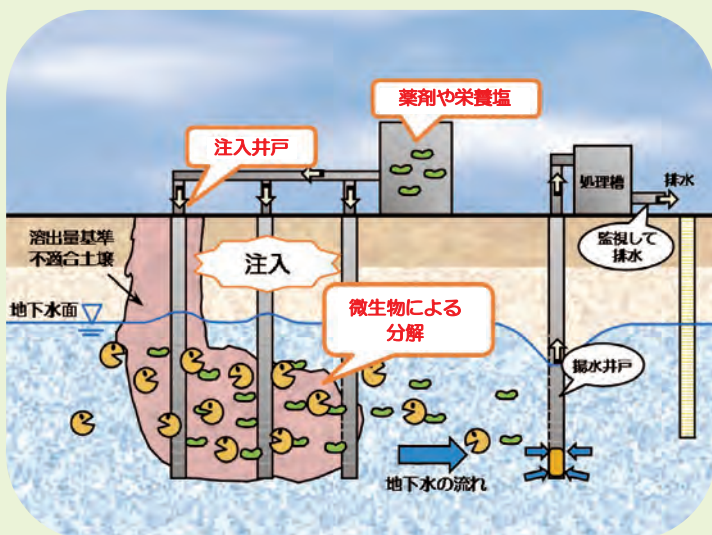 薬剤や栄養塩
注入井戸
処理槽
排水
監視して
排水
溶出量基準
不適合土壌
注入
地下水面
微生物による
分解
揚水井戸
地下水の流れ